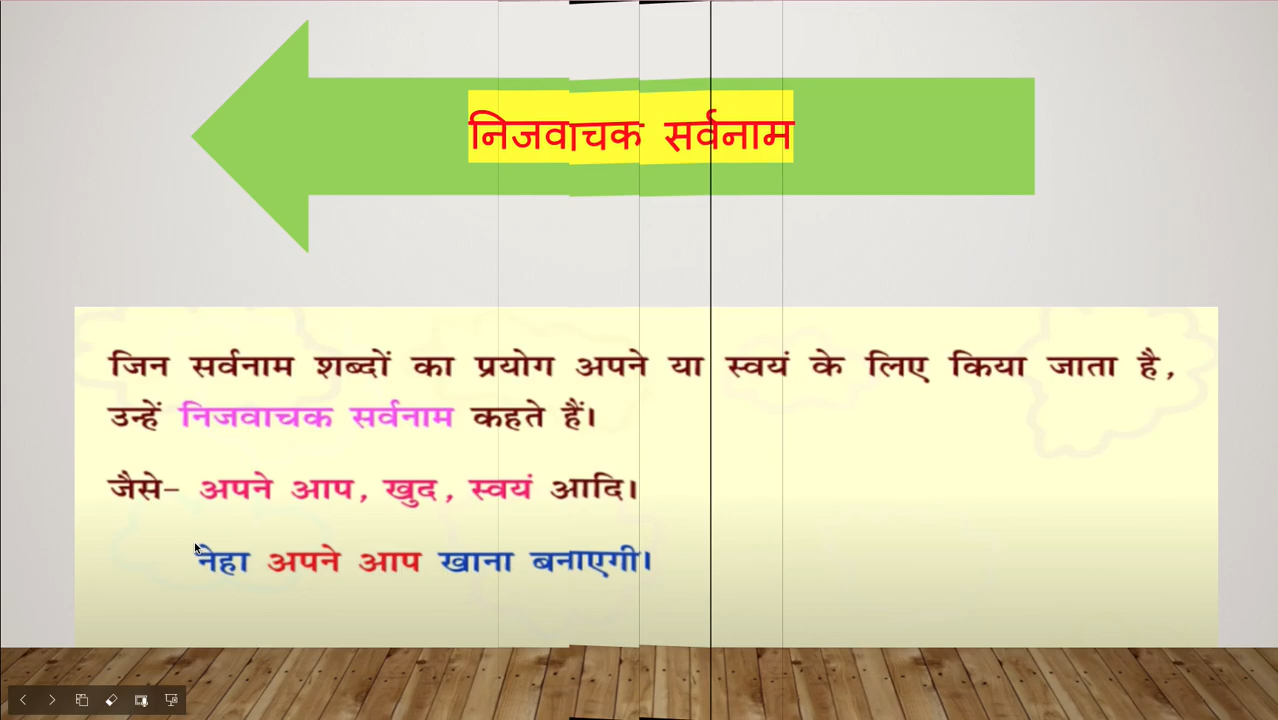 निजवाचक सर्वनाम
जिन सर्वनाम शब्दों का प्रयोग अपने या स्वयं के लिए किया जाता है,
उन्हें निजवाचक सर्वनाम कहते हैं।
जैसे- अपने आप, खुद, स्वयं आदि।
नेहा अपने आप खाना बनाएगी।